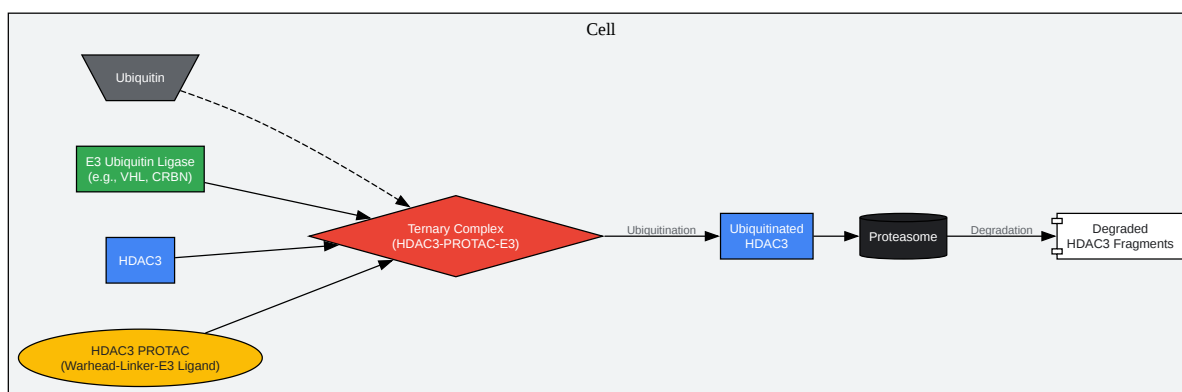 Cell
Ubiquitin
E3 Ubiquitin Ligase
(e.g., VHL, CRBN)
HDAC3
HDAC3 PROTAC
(Warhead-Linker-E3 Ligand)
Ternary Complex
(HDAC3-PROTAC-E3)
Ubiquitination
Ubiquitinated
HDAC3
Proteasome
Degradation
Degraded
HDAC3 Fragments